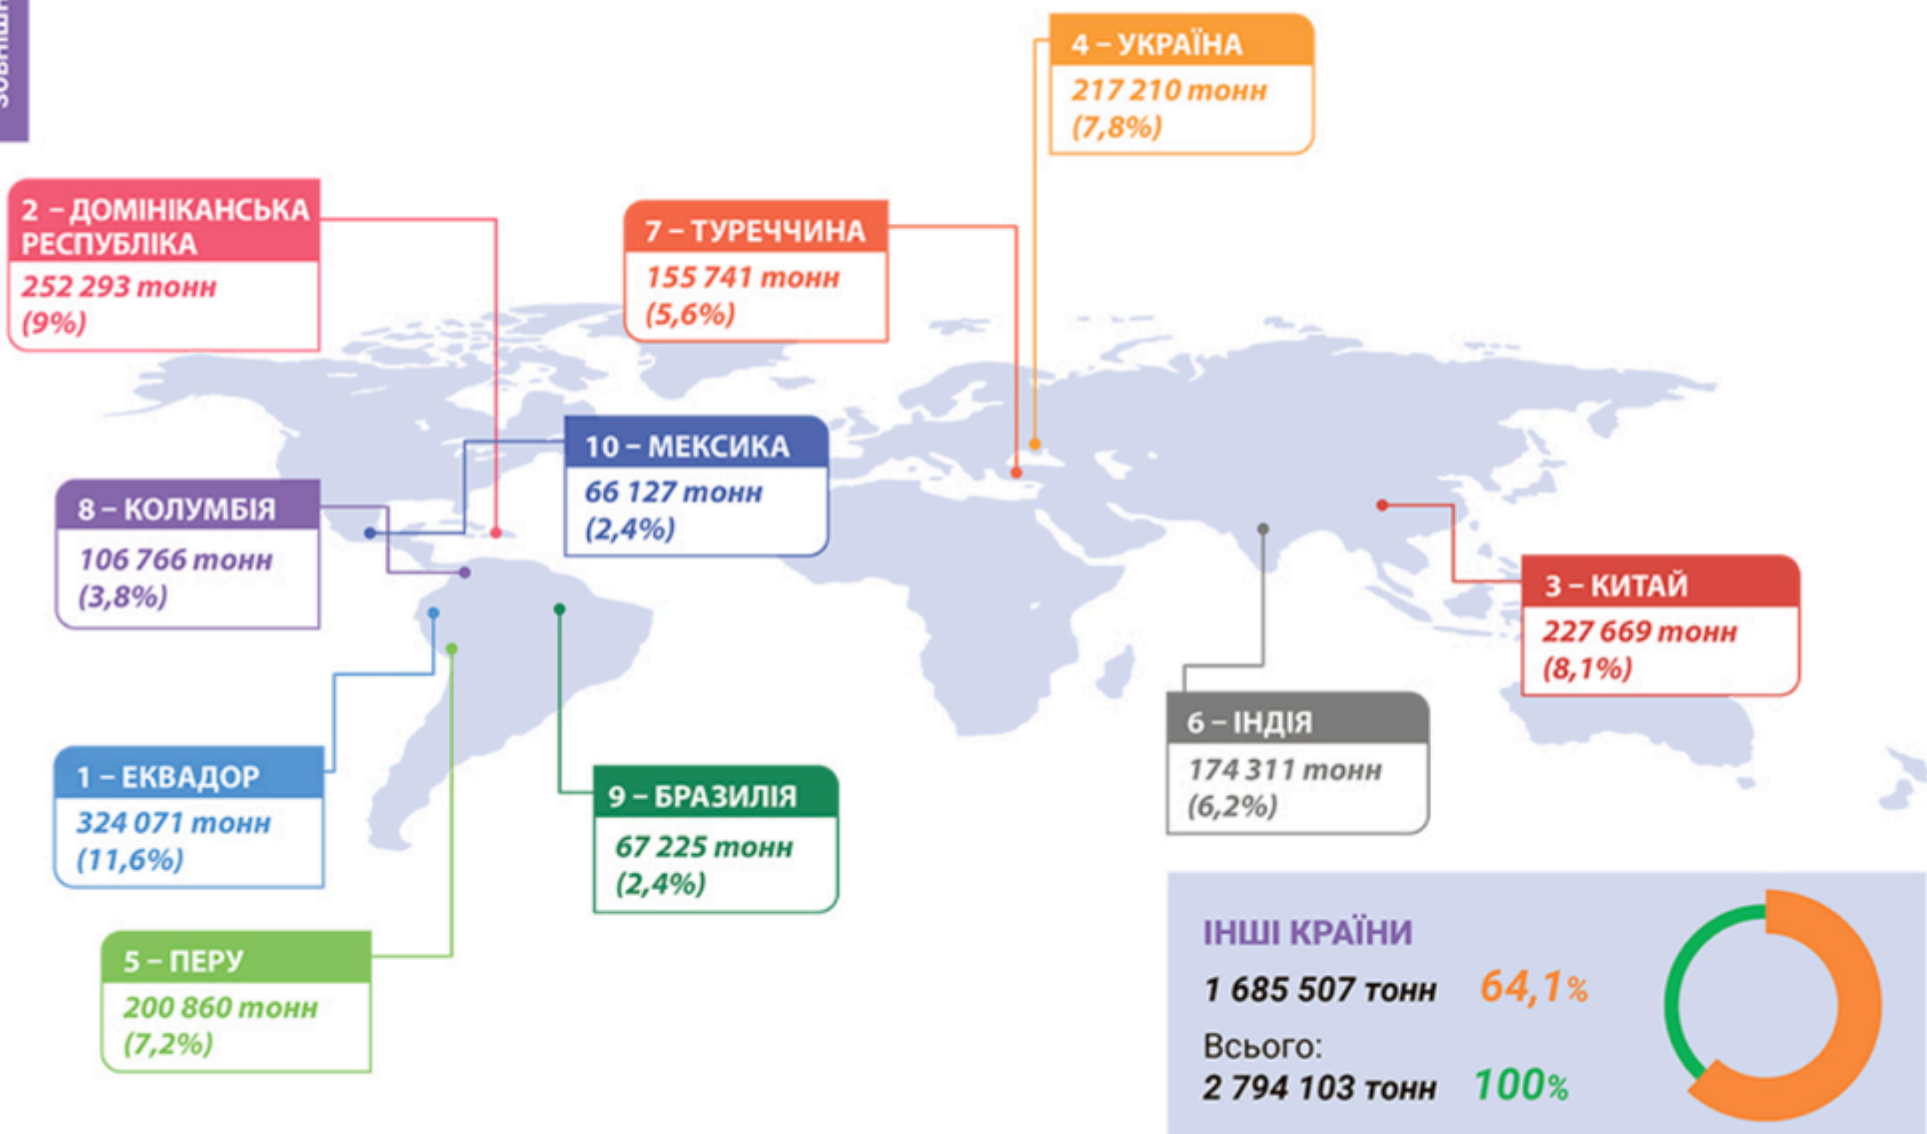 4 – УКРАЇНА
217 210 тонн
(7,8%)
2 – ДОМІНІКАНСЬКА
РЕСПУБЛІКА
252 293 тонн
(9%)
7 – ТУРЕЧЧИНА
155 741 тонн
(5,6%)
10 – МЕКСИКА
66 127 тонн
(2,4%)
8 – КОЛУМБІЯ
106 766 тонн
(3,8%)
3 – КИТАЙ
227 669 тонн
(8,1%)
6 – ІНДІЯ
174 311 тонн
(6,2%)
1 – ЕКВАДОР
324 071 тонн
(11,6%)
9 – БРАЗИЛІЯ
67 225 тонн
(2,4%)
5 – ПЕРУ
200 860 тонн
(7,2%)
ІНШІ КРАЇНИ
1 685 507 тонн 64,1%
Всього:
2 794 103 тонн 100%